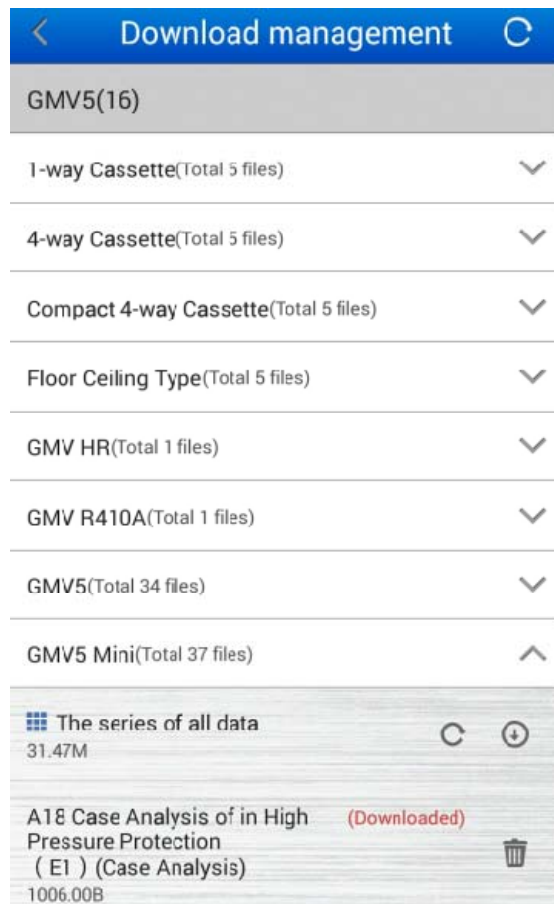 Download management
GMV5(16)
1-way Cassette(Total 5 files)
4-way Cassette(Total 5 files)
Compact 4-way Cassette(Total 5 files)
Floor Ceiling Type(Total 5 files)
GMV HR(Total 1 files)
GMV R410A(Total 1 files)
GMV5(Total 34 files)
GMV5 Mini(Total 37 files)
The series of all data
31.47M
A18 Case Analysis of in High (Downloaded)
Pressure Protection
( E1 ) (Case Analysis)
1006.00B